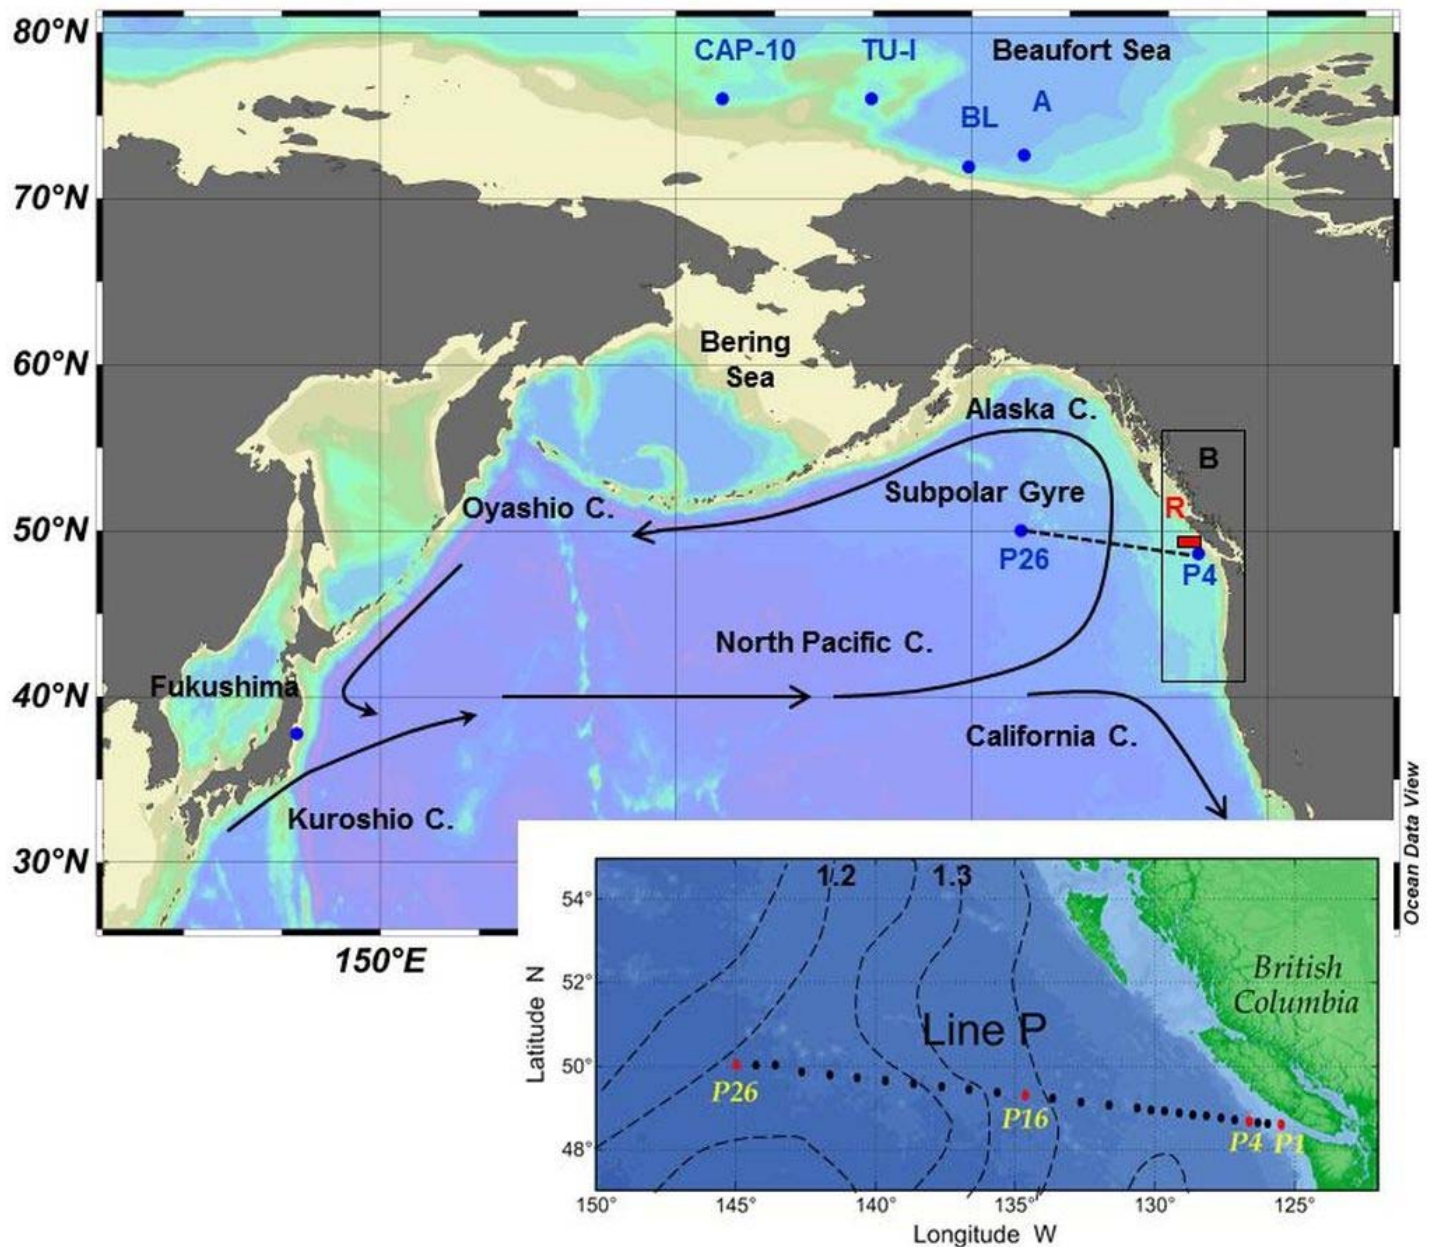 80°N
CAP-10
TU-I
Beaufort Sea
BL
A
70°N
60°N
Bering
Sea
Alaska C.
B
Oyashio C.
Subpolar Gyre
R
50°N
P26
P4
North Pacific C.
Fukushima
40°N
California C.
Kuroshio C.
30°N
150°E
Ocean Data View
1.2
1.3
54°
52°
50°
48°
Latitude N
British
Columbia
Line P
P26
P16
P4
P1
150°
145°
140°
135°
130°
125°
Longitude W